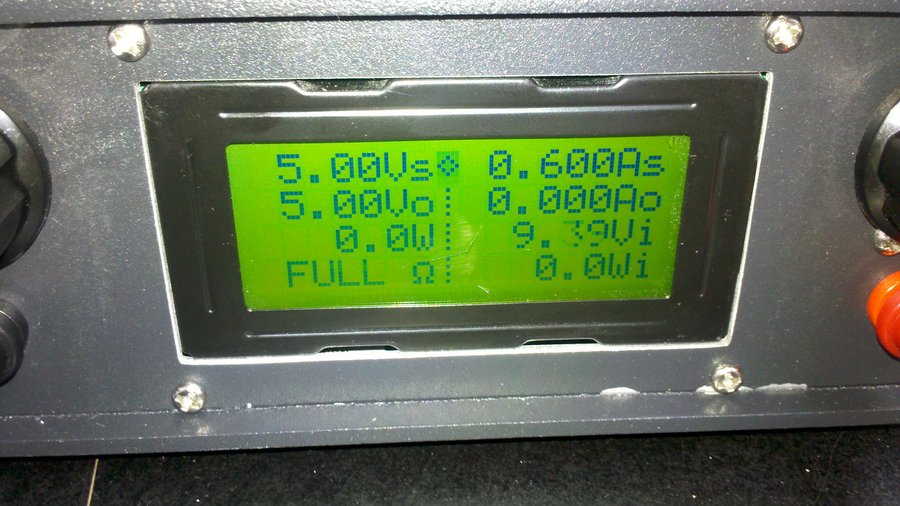 5.00Vs 0.600As
5.00Vo 0.000Ao
0.0W 9.39Vi
FULL Ω 0.0Wi